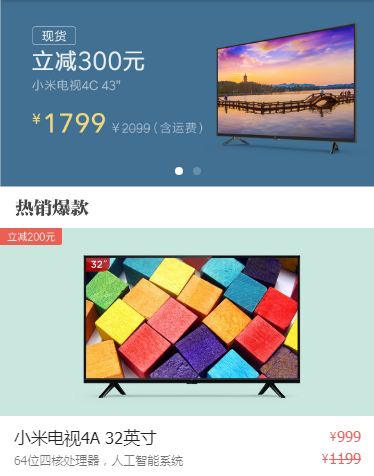 现货
立减300元
小米电视4C 43"
¥1799 ¥2099(含运费)
热销爆款
立减200元
32"
小米电视4A 32英寸 ¥999
64位四核处理器，人工智能系统 ¥1199